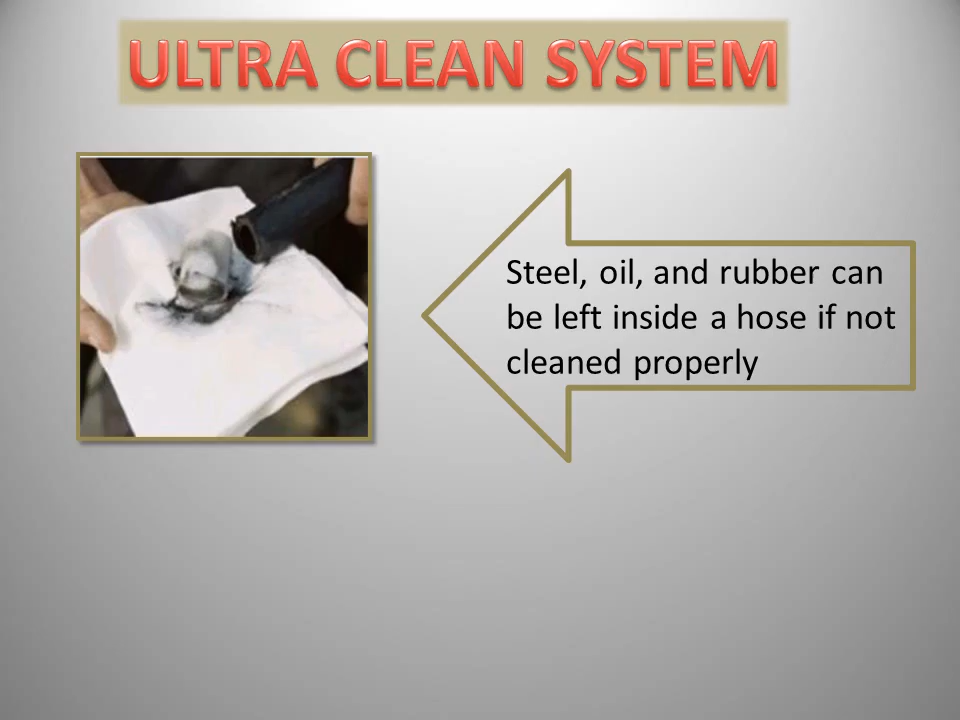 ULTRA CLEAN SYSTEM
Steel, oil, and rubber can
be left inside a hose if not
cleaned properly